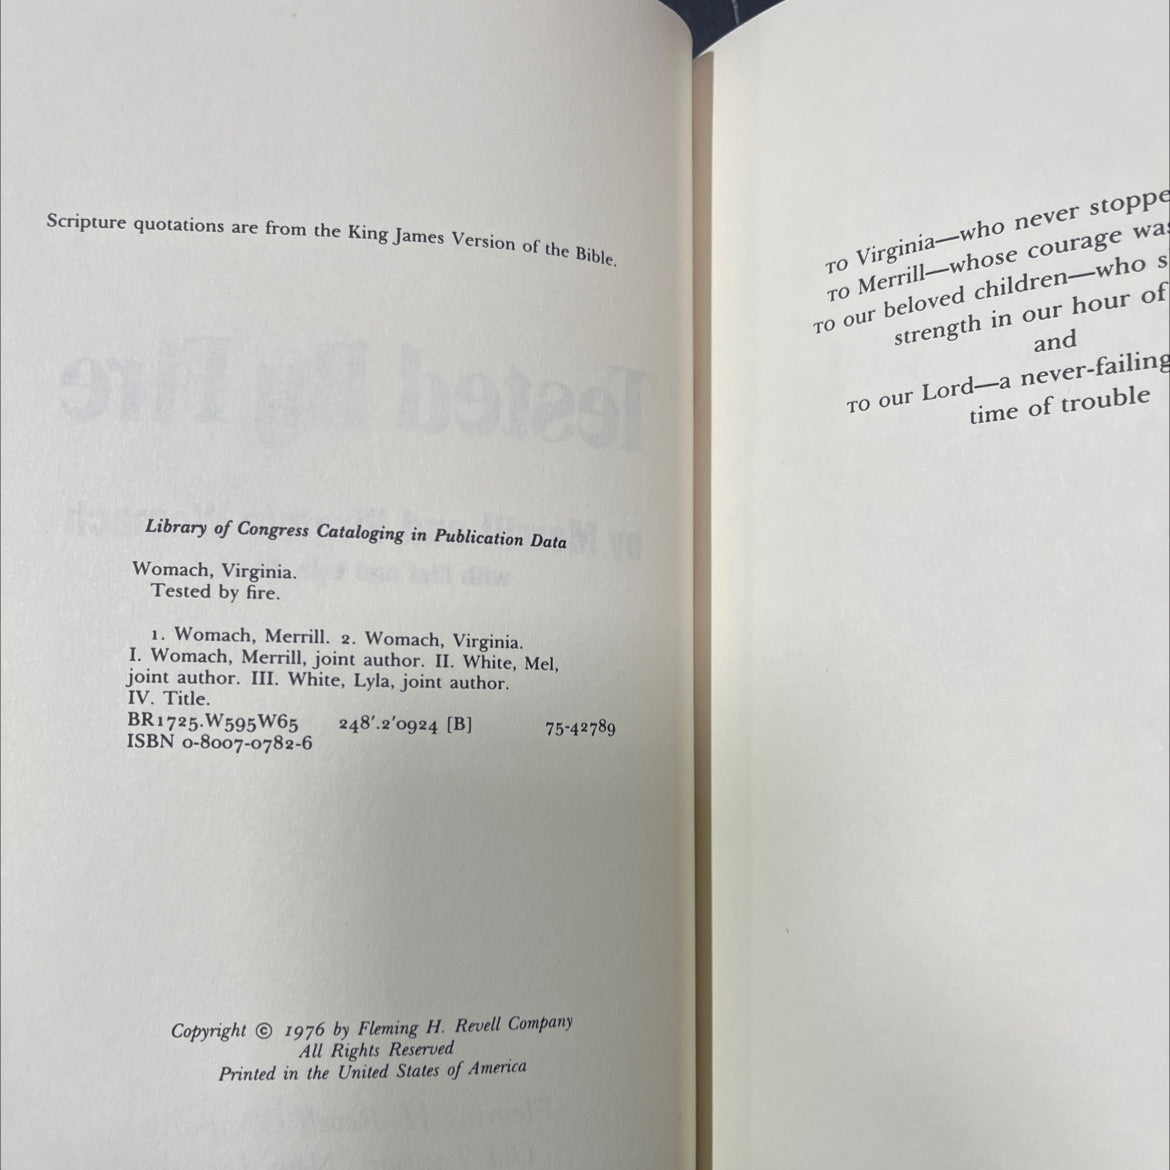 Scripture quotations are from the King James Version of the Bible.
Tested By Fire
Library of Congress Cataloging in Publication Data
Womach, Virginia.
Tested by fire.
1. Womach, Merrill. 2. Womach, Virginia.
I. Womach, Merrill, joint author. II. White, Mel,
joint author. III. White, Lyla, joint author.
IV. Title.
BR1725.W595W65 248'.2'0924 [B] 75-42789
ISBN 0-8007-0782-6
Copyright © 1976 by Fleming H. Revell Company
All Rights Reserved
Printed in the United States of America
TO Virginia—who never stoppe
TO Merrill—whose courage was
TO our beloved children—who s
strength in our hour of
and
TO our Lord—a never-failing
time of trouble